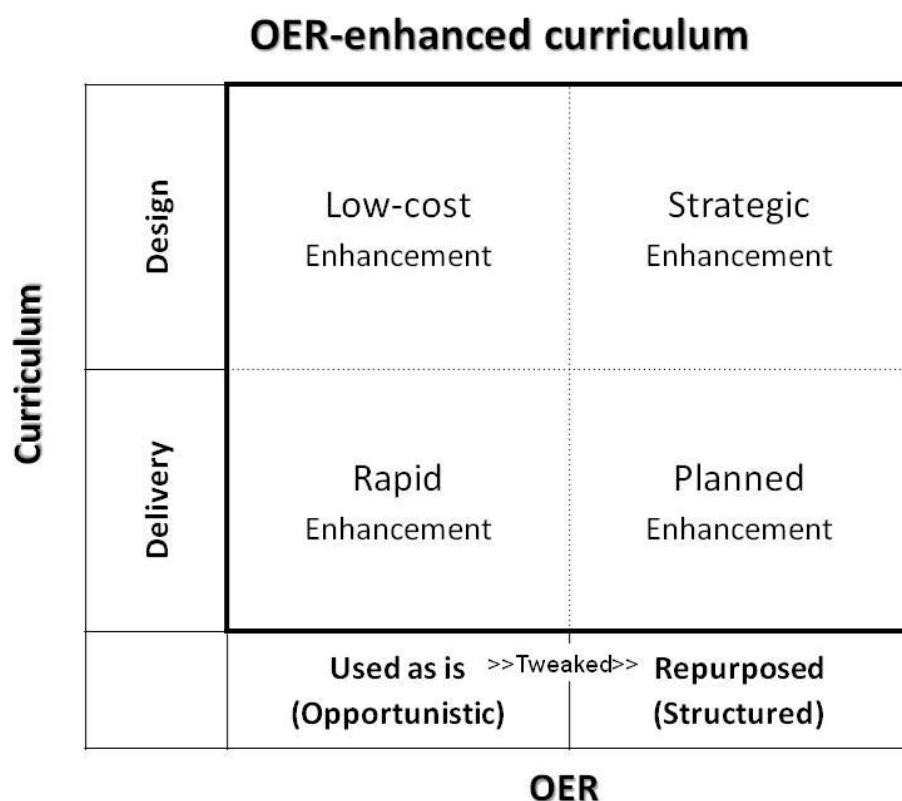 OER-enhanced curriculum
Curriculum
Design
Low-cost
Enhancement
Strategic
Enhancement
Delivery
Rapid
Enhancement
Planned
Enhancement
Used as is
(Opportunistic)
>>Tweaked>>
Repurposed
(Structured)
OER